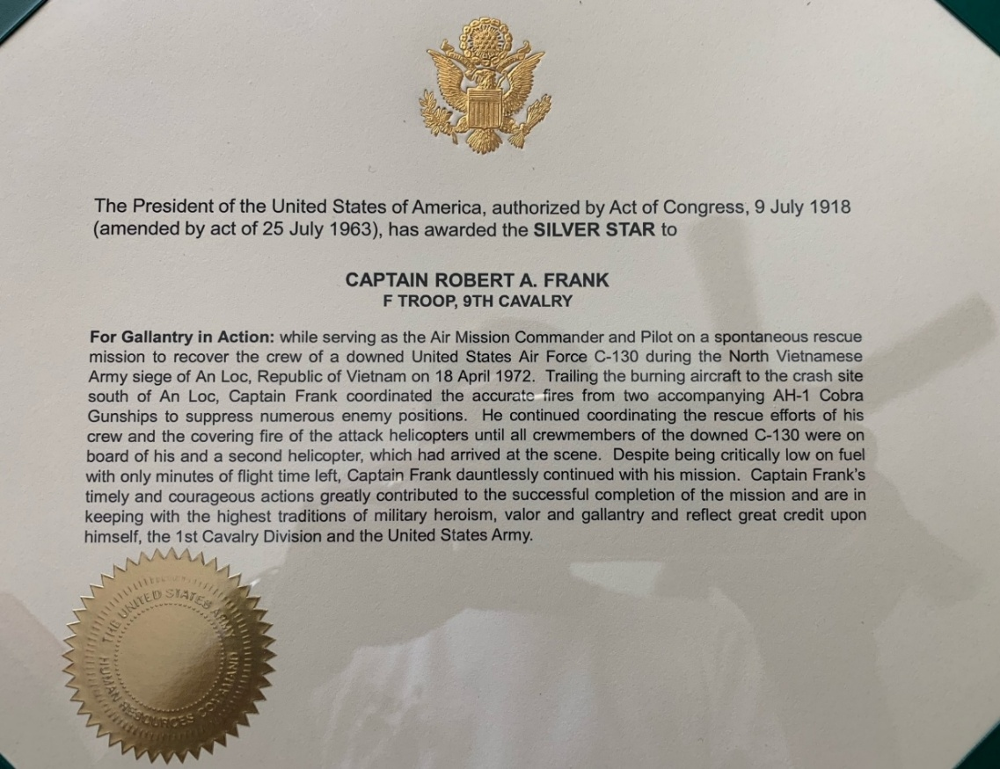 The President of the United States of America, authorized by Act of Congress, 9 July 1918
(amended by act of 25 July 1963), has awarded the SILVER STAR to
CAPTAIN ROBERT A. FRANK
F TROOP, 9TH CAVALRY
For Gallantry in Action: while serving as the Air Mission Commander and Pilot on a spontaneous rescue
mission to recover the crew of a downed United States Air Force C-130 during the North Vietnamese
Army siege of An Loc, Republic of Vietnam on 18 April 1972. Trailing the burning aircraft to the crash site
south of An Loc, Captain Frank coordinated the accurate fires from two accompanying AH-1 Cobra
Gunships to suppress numerous enemy positions. He continued coordinating the rescue efforts of his
crew and the covering fire of the attack helicopters until all crewmembers of the downed C-130 were on
board of his and a second helicopter, which had arrived at the scene. Despite being critically low on fuel
with only minutes of flight time left, Captain Frank dauntlessly continued with his mission. Captain Frank's
timely and courageous actions greatly contributed to the successful completion of the mission and are in
keeping with the highest traditions of military heroism, valor and gallantry and reflect great credit upon
himself, the 1st Cavalry Division and the United States Army.
THE UNITED STATES ARMY
HUMAN RESOURCES COMMAND